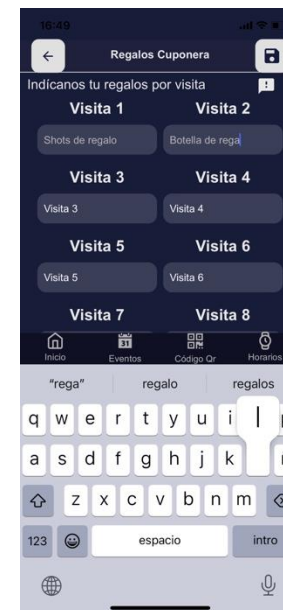 16:49
Regalos Cuponera
Indícanos tu regalos por visita
Visita 1 Visita 2
Shots de regalo Botella de rega
Visita 3 Visita 4
Visita 3 Visita 4
Visita 5 Visita 6
Visita 5 Visita 6
Visita 7 Visita 8
31
Inicio Eventos Código Qr Horarios
"rega" regalo regalos
q w e r t y u i l
a s d f g h j k
z x c v b n m
123 espacio intro